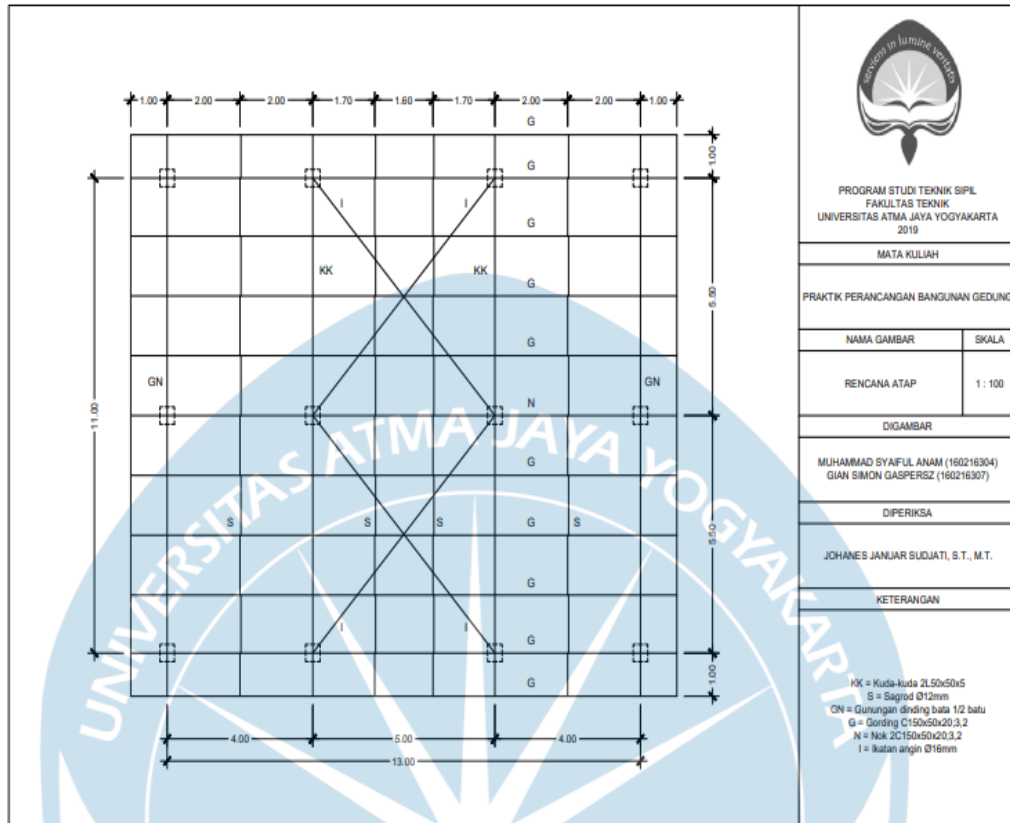 1.00 2.00 2.00 1.70 1.60 1.70 2.00 2.00 1.00
G
1.00
G
I I G
KK KK G
5.50
G
GN N GN
11.00
G
S S S G S
5.50
G
I I G
G
1.00
4.00 5.00 4.00
13.00
UNIVERSITAS ATMA JAYA YOGYAKARTA
serviens in lumine veritatis
PROGRAM STUDI TEKNIK SIPIL
FAKULTAS TEKNIK
UNIVERSITAS ATMA JAYA YOGYAKARTA
2019
MATA KULIAH
PRAKTIK PERANCANGAN BANGUNAN GEDUNG
NAMA GAMBAR SKALA
RENCANA ATAP 1 : 100
DIGAMBAR
MUHAMMAD SYAIFUL ANAM (160216304)
GIAN SIMON GASPERSZ (160216307)
DIPERIKSA
JOHANES JANUAR SUDJATI, S.T., M.T.
KETERANGAN
KK = Kuda-kuda 2L50x50x5
S = Sagrod Ø12mm
GN = Gunungan dinding bata 1/2 batu
G = Gording C150x50x20;3,2
N = Nok 2C150x50x20;3,2
I = Ikatan angin Ø16mm